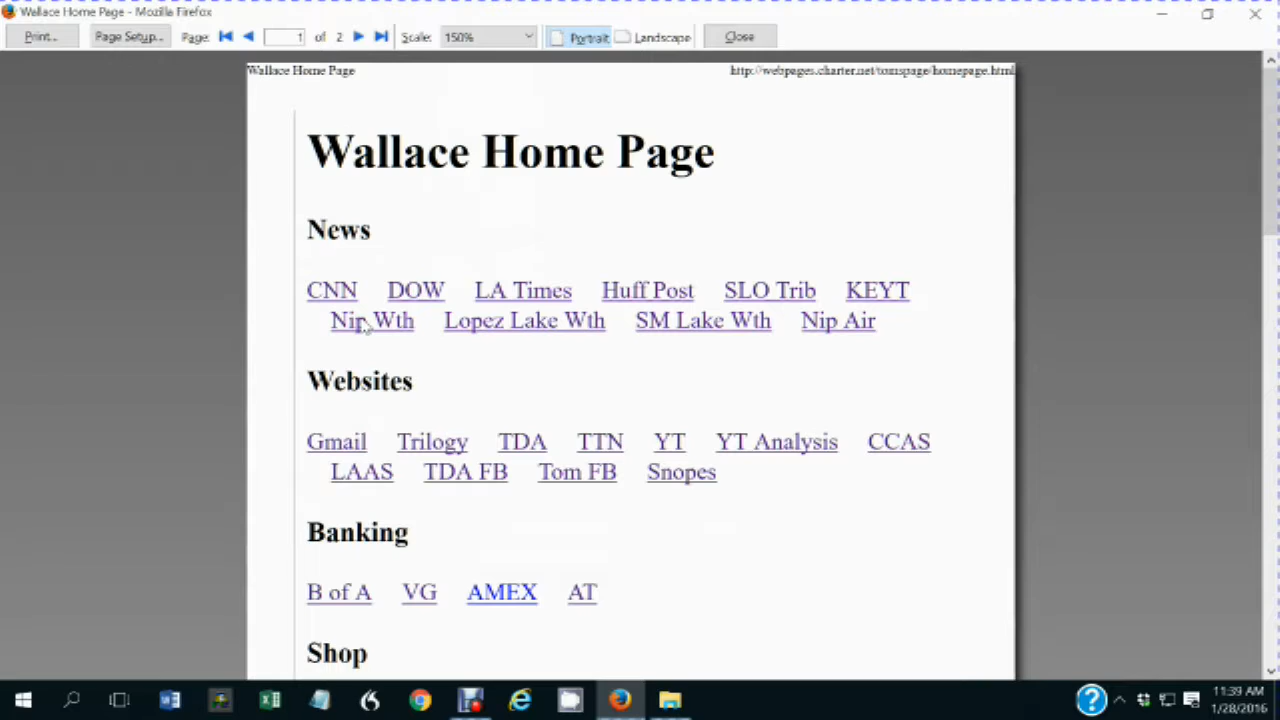 Wallace Home Page - Mozilla Firefox
Print... Page Setup... Page: 1 of 2 Scale: 150% Portrait Landscape Close
Wallace Home Page http://webpages.charter.net/tomspage/homepage.html
Wallace Home Page
News
CNN DOW LA Times Huff Post SLO Trib KEYT
Nip Wth Lopez Lake Wth SM Lake Wth Nip Air
Websites
Gmail Trilogy TDA TTN YT YT Analysis CCAS
LAAS TDA FB Tom FB Snopes
Banking
B of A VG AMEX AT
Shop
11:39 AM
1/28/2016